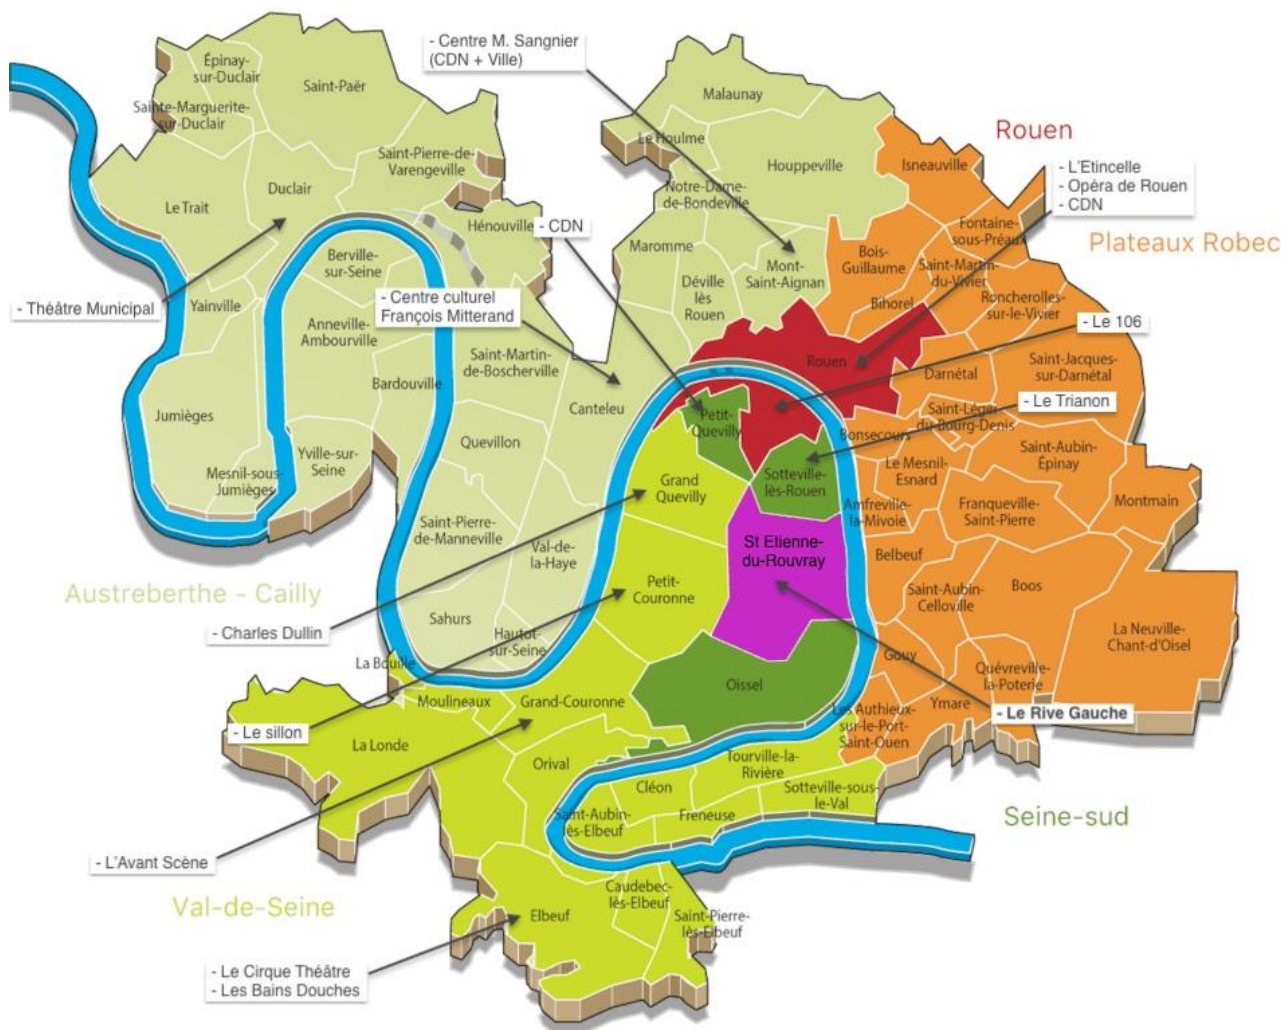 - Centre M. Sangnier
(CDN + Ville)
Épinay-
sur-Duclair
Saint-Paër
Sainte-Marguerite-
sur-Duclair
Malaunay
Le Houlme
Rouen
Houppeville
Isneauville
Saint-Pierre-de-
Varengeville
- L'Etincelle
- Opéra de Rouen
- CDN
Duclair
Le Trait
Notre-Dame-
de-Bondeville
Hénouville
- CDN
Fontaine-
sous-Préaux
Plateaux Robec
Maromme
Bois-
Guillaume
Berville-
sur-Seine
Mont-
Saint-Aignan
Saint-Martin-
du-Vivier
Déville
lès
Rouen
Bihorel
Roncherolles-
sur-le-Vivier
- Théâtre Municipal
Yainville
- Centre culturel
François Mitterand
Anneville-
Ambourville
- Le 106
Saint-Martin-
de-Boscherville
Rouen
Saint-Jacques-
sur-Darnétal
Bardouville
Darnétal
Jumièges
Canteleu
Petit-
Quevilly
- Le Trianon
Saint-Léger-
du-Bourg-Denis
Bonsecours
Quevillon
Yville-sur-
Seine
Saint-Aubin-
Épinay
Mesnil-sous-
Jumièges
Grand
Quevilly
Sotteville-
lès-Rouen
Le Mesnil-
Esnard
Montmain
Amfreville-
la-Mivoie
Franqueville-
Saint-Pierre
Saint-Pierre-
de-Manneville
Val-de-
la-Haye
St Etienne-
du-Rouvray
Belbeuf
Austreberthe - Cailly
Petit-
Couronne
Saint-Aubin-
Celloville
Boos
- Charles Dullin
Sahurs
Hautot-
sur-Seine
La Neuville-
Chant-d'Oisel
La Bouille
Gouy
Quévreville-
la-Poterie
Oissel
Moulineaux
Grand-Couronne
Ymare
- Le Rive Gauche
Les Authieux-
sur-le-Port-
Saint-Ouen
- Le sillon
La Londe
Orival
Tourville-la-
Rivière
Cléon
Sotteville-sous-
le-Val
Saint-Aubin-
lès-Elbeuf
Freneuse
Seine-sud
- L'Avant Scène
Val-de-Seine
Caudebec-
lès-Elbeuf
Elbeuf
Saint-Pierre-
lès-Elbeuf
- Le Cirque Théâtre
- Les Bains Douches